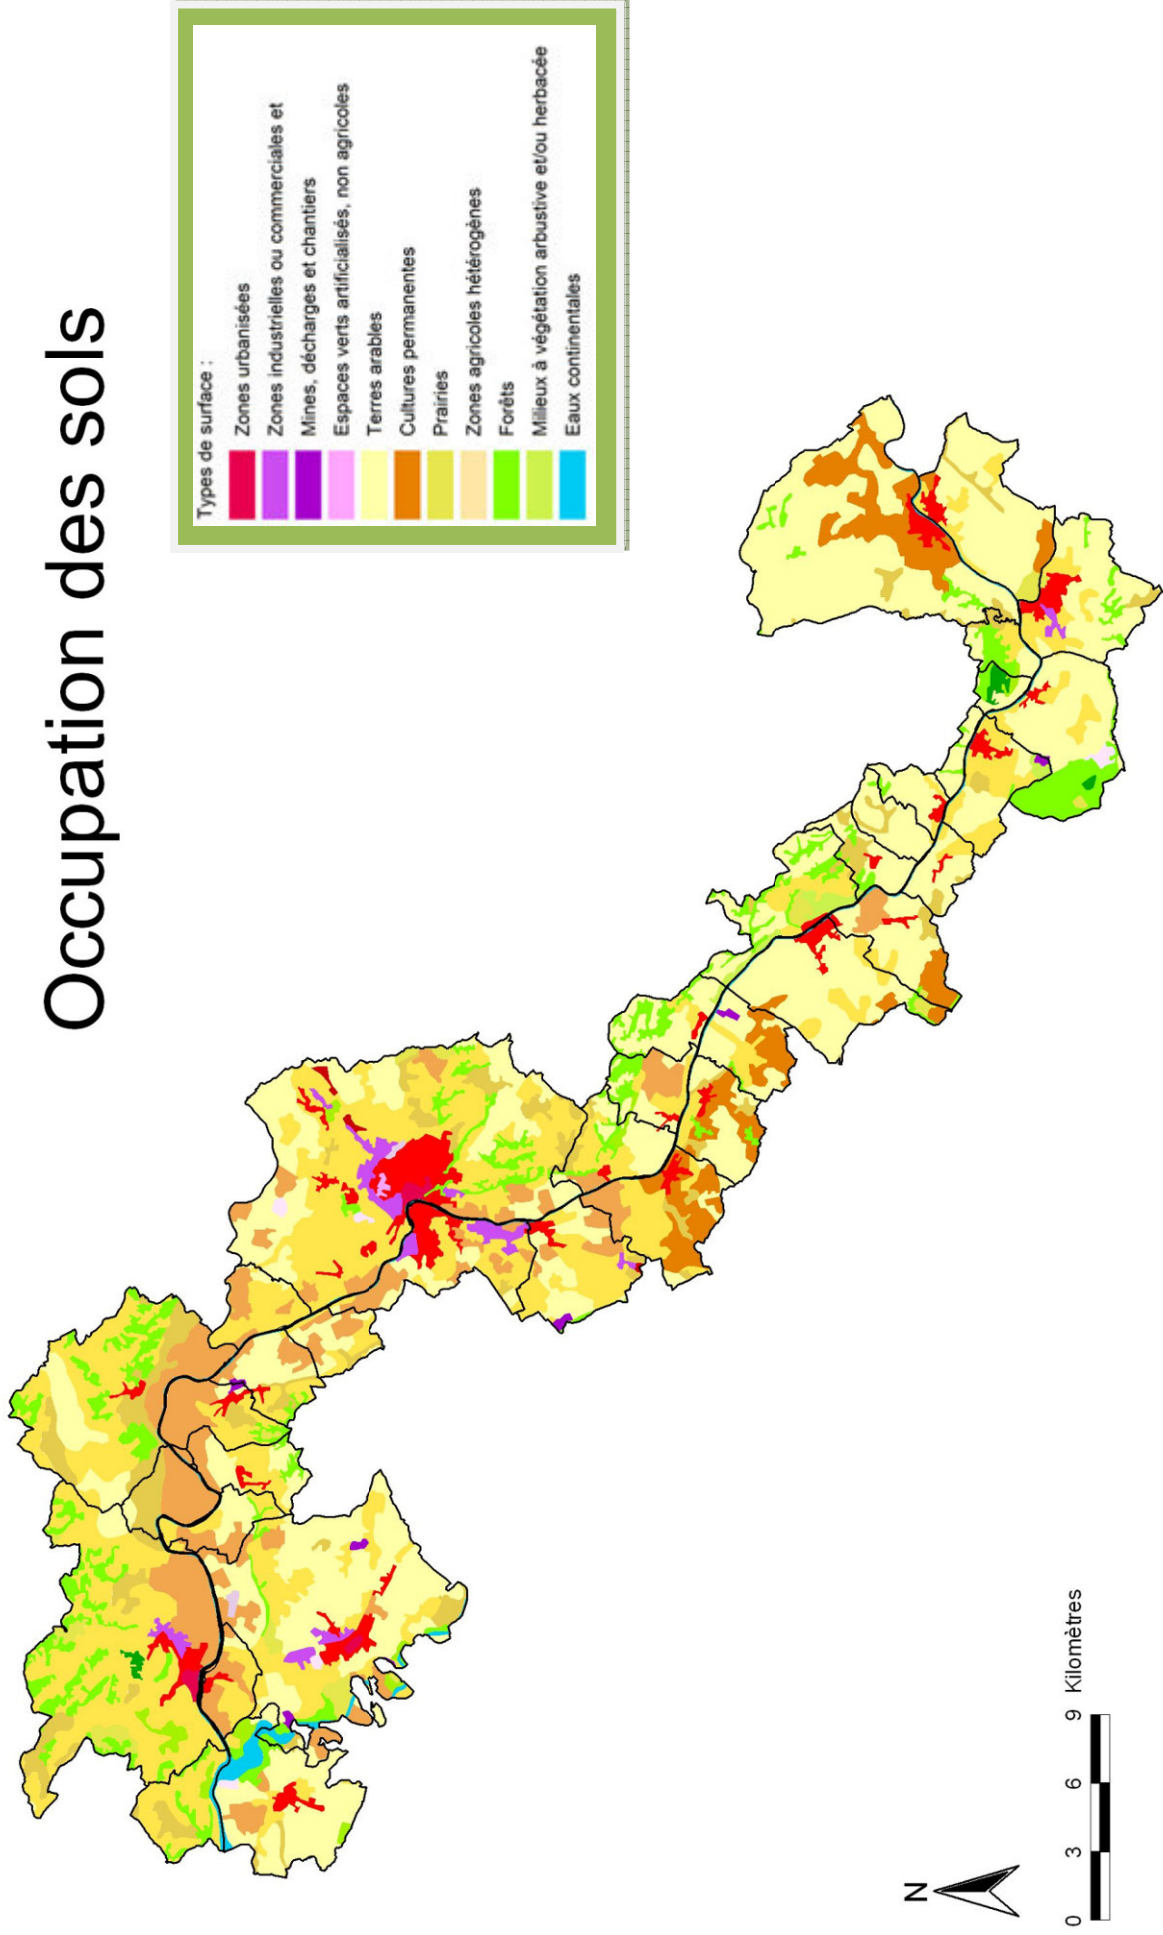 Occupation des sols
Types de surface :
Zones urbanisées
Zones industrielles ou commerciales et
Mines, décharges et chantiers
Espaces verts artificialisés, non agricoles
Terres arables
Cultures permanentes
Prairies
Zones agricoles hétérogènes
Forêts
Milieux à végétation arbustive et/ou herbacée
Eaux continentales
N
0 3 6 9 Kilomètres